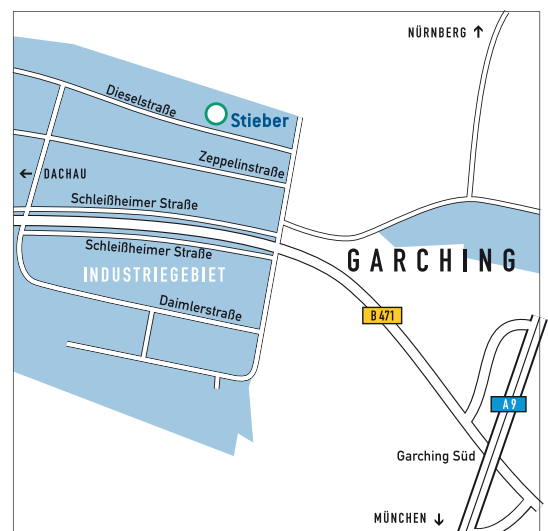 NÜRNBERG ↑
Dieselstraße
Stieber
Zeppelinstraße
← DACHAU
Schleißheimer Straße
Schleißheimer Straße
GARCHING
INDUSTRIEGEBIET
Daimlerstraße
B 471
A 9
Garching Süd
MÜNCHEN ↓